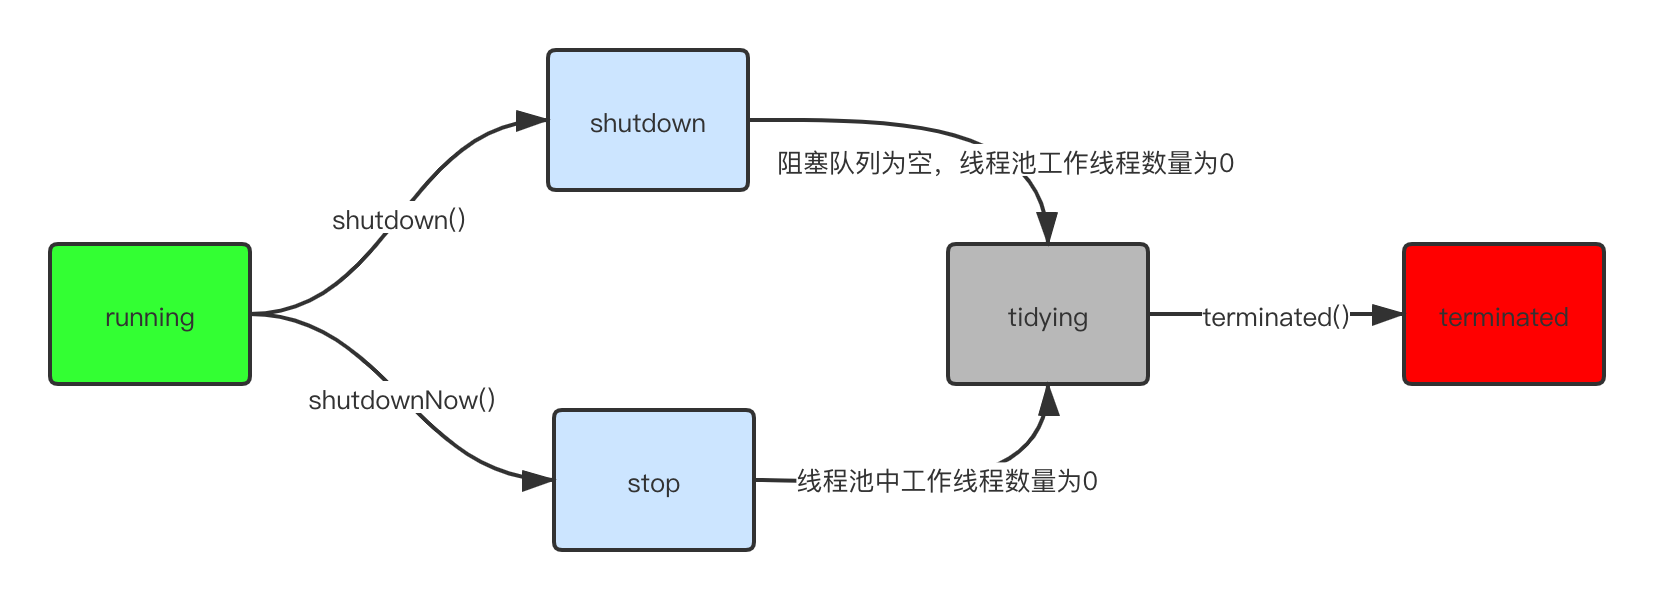 shutdown
阻塞队列为空，线程池工作线程数量为0
shutdown()
running
tidying
terminated()
terminated
shutdownNow()
stop
线程池中工作线程数量为0